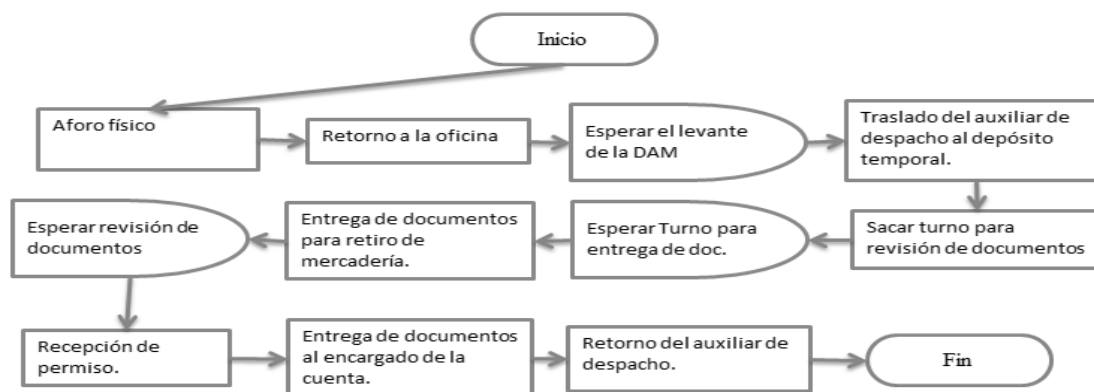 Inicio
Aforo físico
Retorno a la oficina
Esperar el levante
de la DAM
Traslado del auxiliar de
despacho al depósito
temporal.
Sacar turno para
revisión de documentos
Esperar Turno para
entrega de doc.
Entrega de documentos
para retiro de
mercadería.
Esperar revisión de
documentos
Recepción de
permiso.
Entrega de documentos
al encargado de la
cuenta.
Retorno del auxiliar de
despacho.
Fin